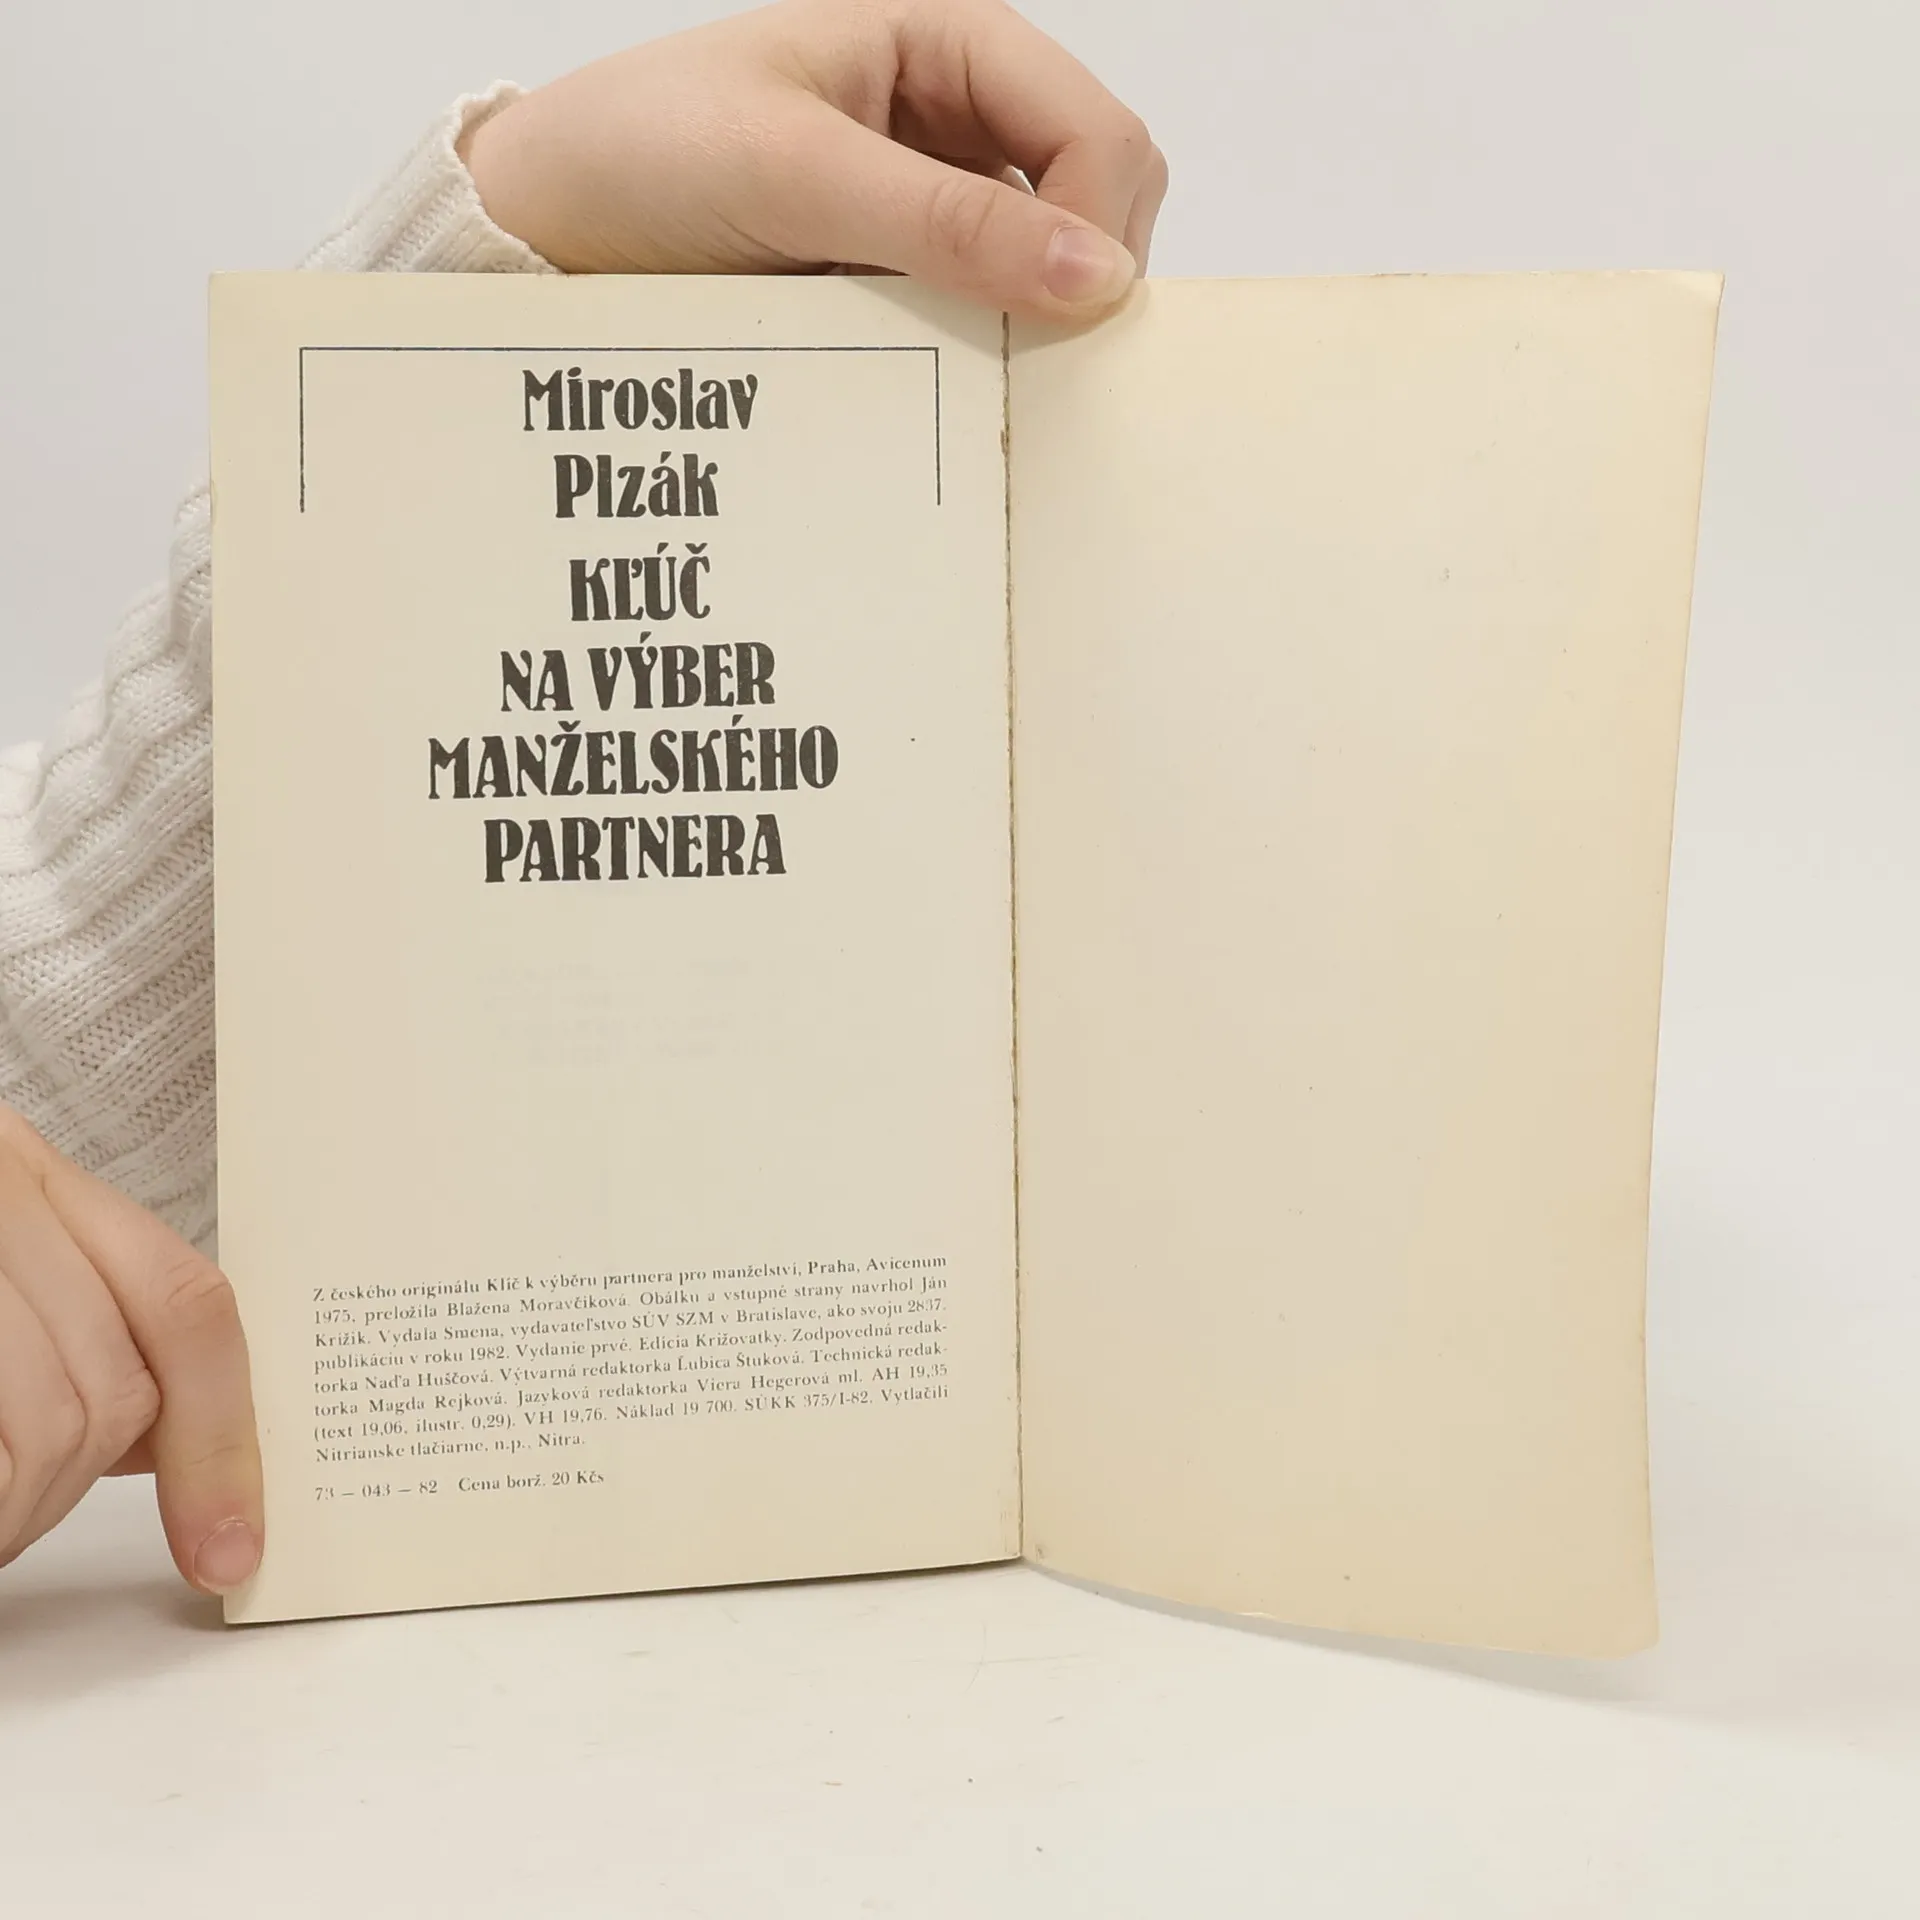 Miroslav
Plzák
KĽÚČ
NA VÝBER
MANŽELSKÉHO
PARTNERA
Z českého originálu Klíč k výběru partnera pro manželství, Praha, Avicenum
1975, preložila Blažena Moravčíková. Obálku a vstupné strany navrhol Ján
Krížik. Vydala Smena, vydavateľstvo SÚV SZM v Bratislave, ako svoju 2837.
publikáciu v roku 1982. Vydanie prvé. Edícia Križovatky. Zodpovedná redak-
torka Naďa Huščová. Výtvarná redaktorka Ľubica Štuková. Technická redak-
torka Magda Rejková. Jazyková redaktorka Viera Hegerová ml. AH 19,35
(text 19,06, ilustr. 0,29). VH 19,76. Náklad 19 700. SÚKK 375/I-82. Vytlačili
Nitrianske tlačiarne, n.p., Nitra.
73 — 043 — 82 Cena borž. 20 Kčs